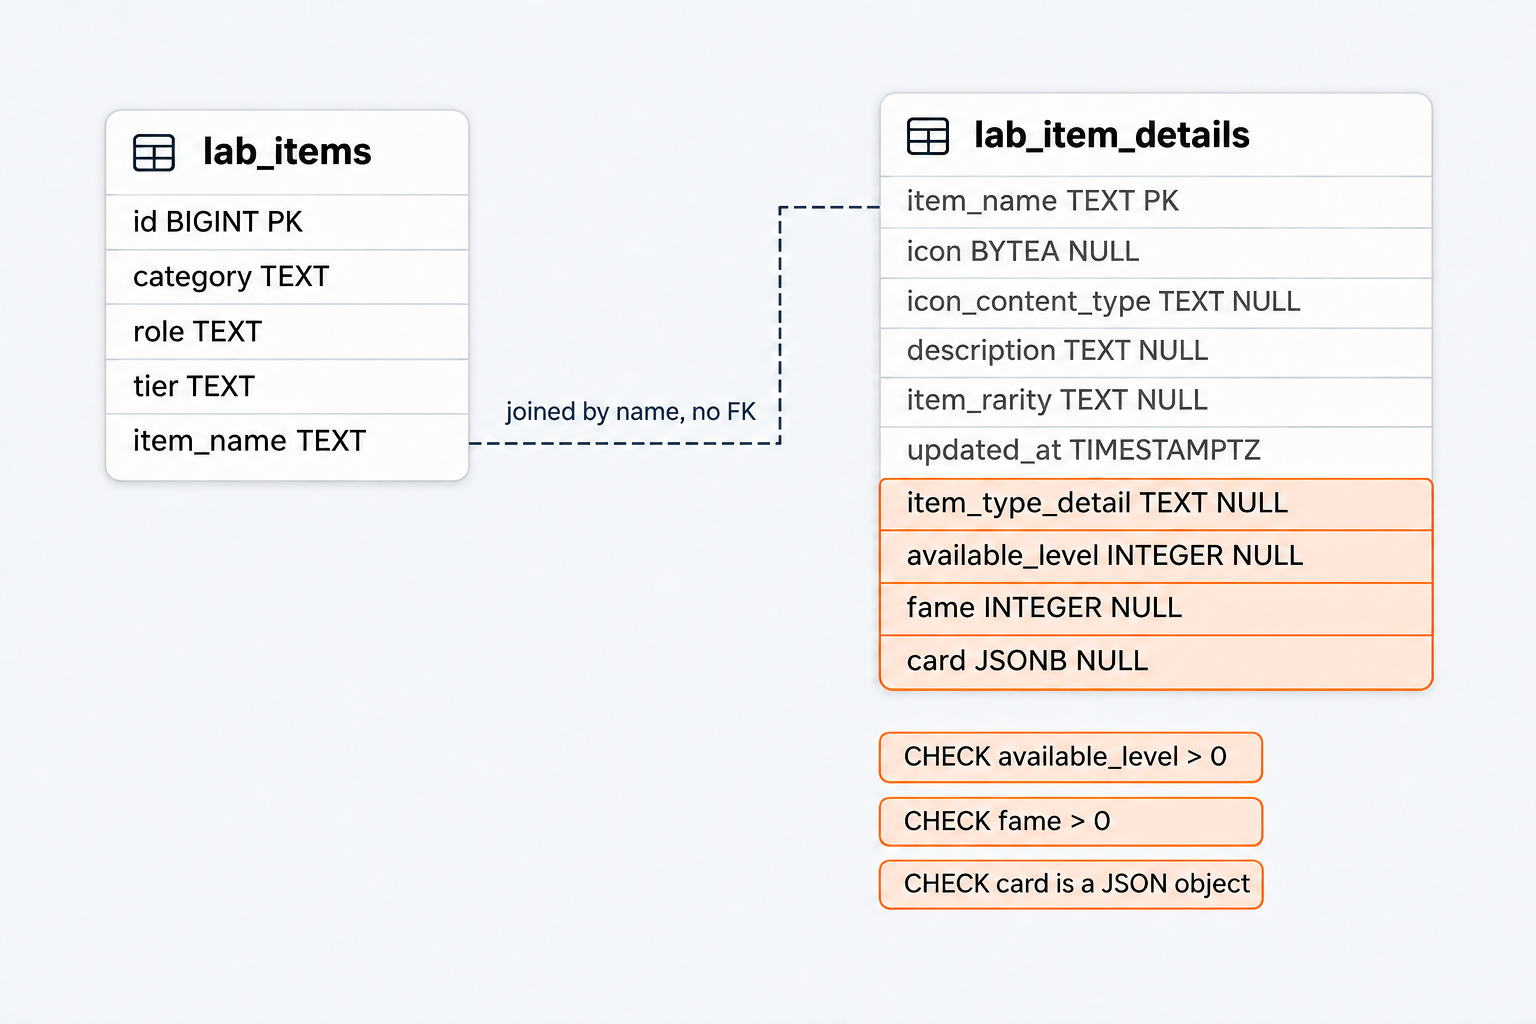 lab_items
id BIGINT PK
category TEXT
role TEXT
tier TEXT
item_name TEXT
joined by name, no FK
lab_item_details
item_name TEXT PK
icon BYTEA NULL
icon_content_type TEXT NULL
description TEXT NULL
item_rarity TEXT NULL
updated_at TIMESTAMPTZ
item_type_detail TEXT NULL
available_level INTEGER NULL
fame INTEGER NULL
card JSONB NULL
CHECK available_level > 0
CHECK fame > 0
CHECK card is a JSON object